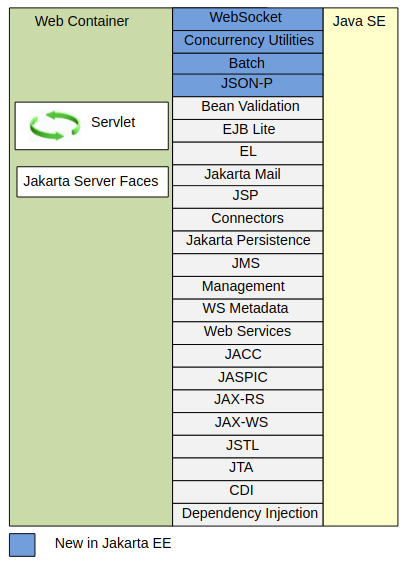 Web Container
Servlet
Jakarta Server Faces
WebSocket
Concurrency Utilities
Batch
JSON-P
Bean Validation
EJB Lite
EL
Jakarta Mail
JSP
Connectors
Jakarta Persistence
JMS
Management
WS Metadata
Web Services
JACC
JASPIC
JAX-RS
JAX-WS
JSTL
JTA
CDI
Dependency Injection
Java SE
New in Jakarta EE